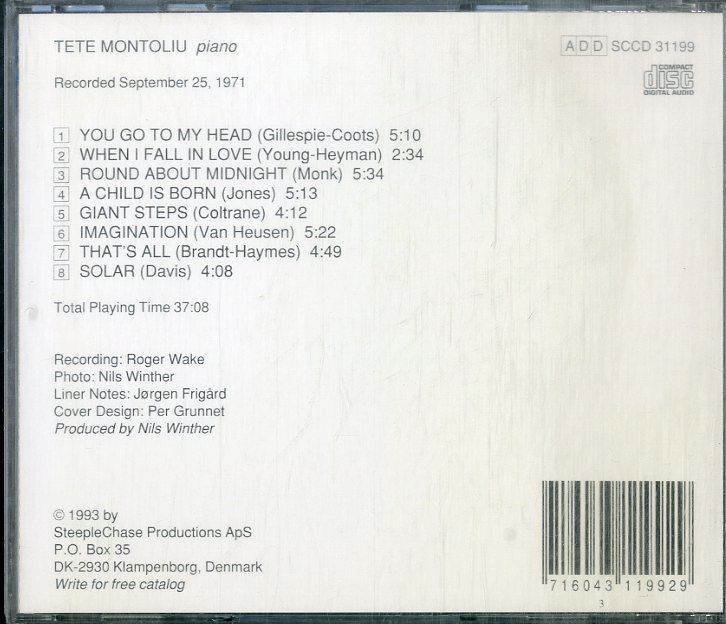 TETE MONTOLIU piano
ADD SCCD 31199
COMPACT
disc
DIGITAL AUDIO
Recorded September 25, 1971
1 YOU GO TO MY HEAD (Gillespie-Coots) 5:10
2 WHEN I FALL IN LOVE (Young-Heyman) 2:34
3 ROUND ABOUT MIDNIGHT (Monk) 5:34
4 A CHILD IS BORN (Jones) 5:13
5 GIANT STEPS (Coltrane) 4:12
6 IMAGINATION (Van Heusen) 5:22
7 THAT'S ALL (Brandt-Haymes) 4:49
8 SOLAR (Davis) 4:08
Total Playing Time 37:08
Recording: Roger Wake
Photo: Nils Winther
Liner Notes: Jørgen Frigård
Cover Design: Per Grunnet
Produced by Nils Winther
© 1993 by
SteepleChase Productions ApS
P.O. Box 35
DK-2930 Klampenborg, Denmark
Write for free catalog
716043 119929
3